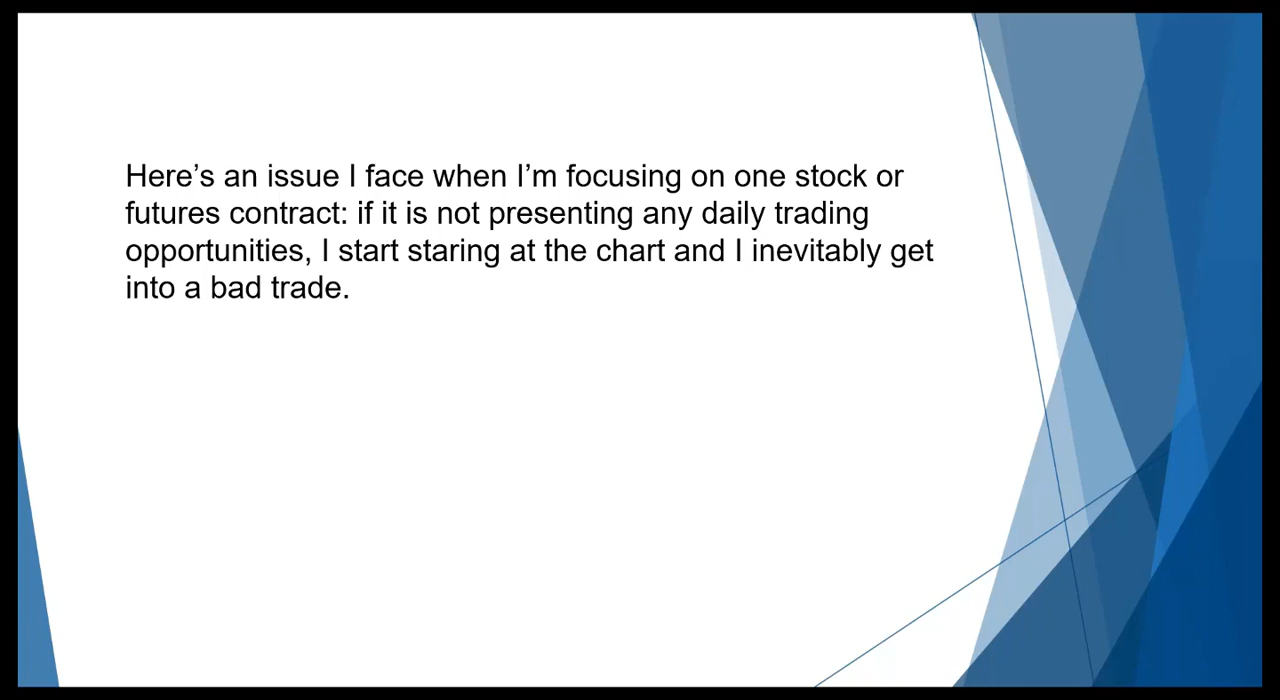 Here’s an issue I face when I’m focusing on one stock or
futures contract: if it is not presenting any daily trading
opportunities, I start staring at the chart and I inevitably get
into a bad trade.